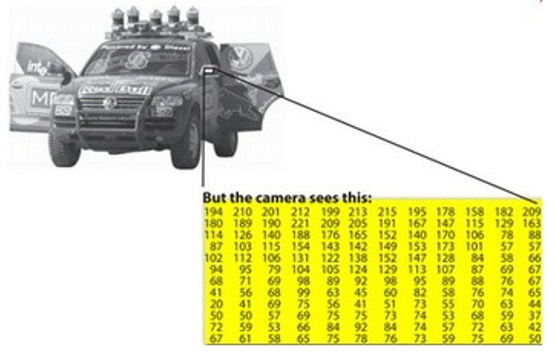 Powered by Diesel
intel
Red Bull
But the camera sees this:
194 210 201 212 199 213 215 195 178 158 182 209
180 189 190 221 209 205 191 167 147 115 129 163
114 126 140 188 176 165 152 140 170 106 78 88
87 103 115 154 143 142 149 153 173 101 57 57
102 112 106 131 122 138 152 147 128 84 58 66
94 95 79 104 105 124 129 113 107 87 69 67
68 71 69 98 89 92 98 95 89 88 76 67
41 56 68 99 63 45 60 82 58 76 74 65
20 41 69 75 56 41 51 73 55 70 63 44
50 50 57 69 75 75 73 74 53 68 59 37
72 59 53 66 84 92 84 74 57 72 63 42
67 61 58 65 75 78 76 73 59 75 69 50